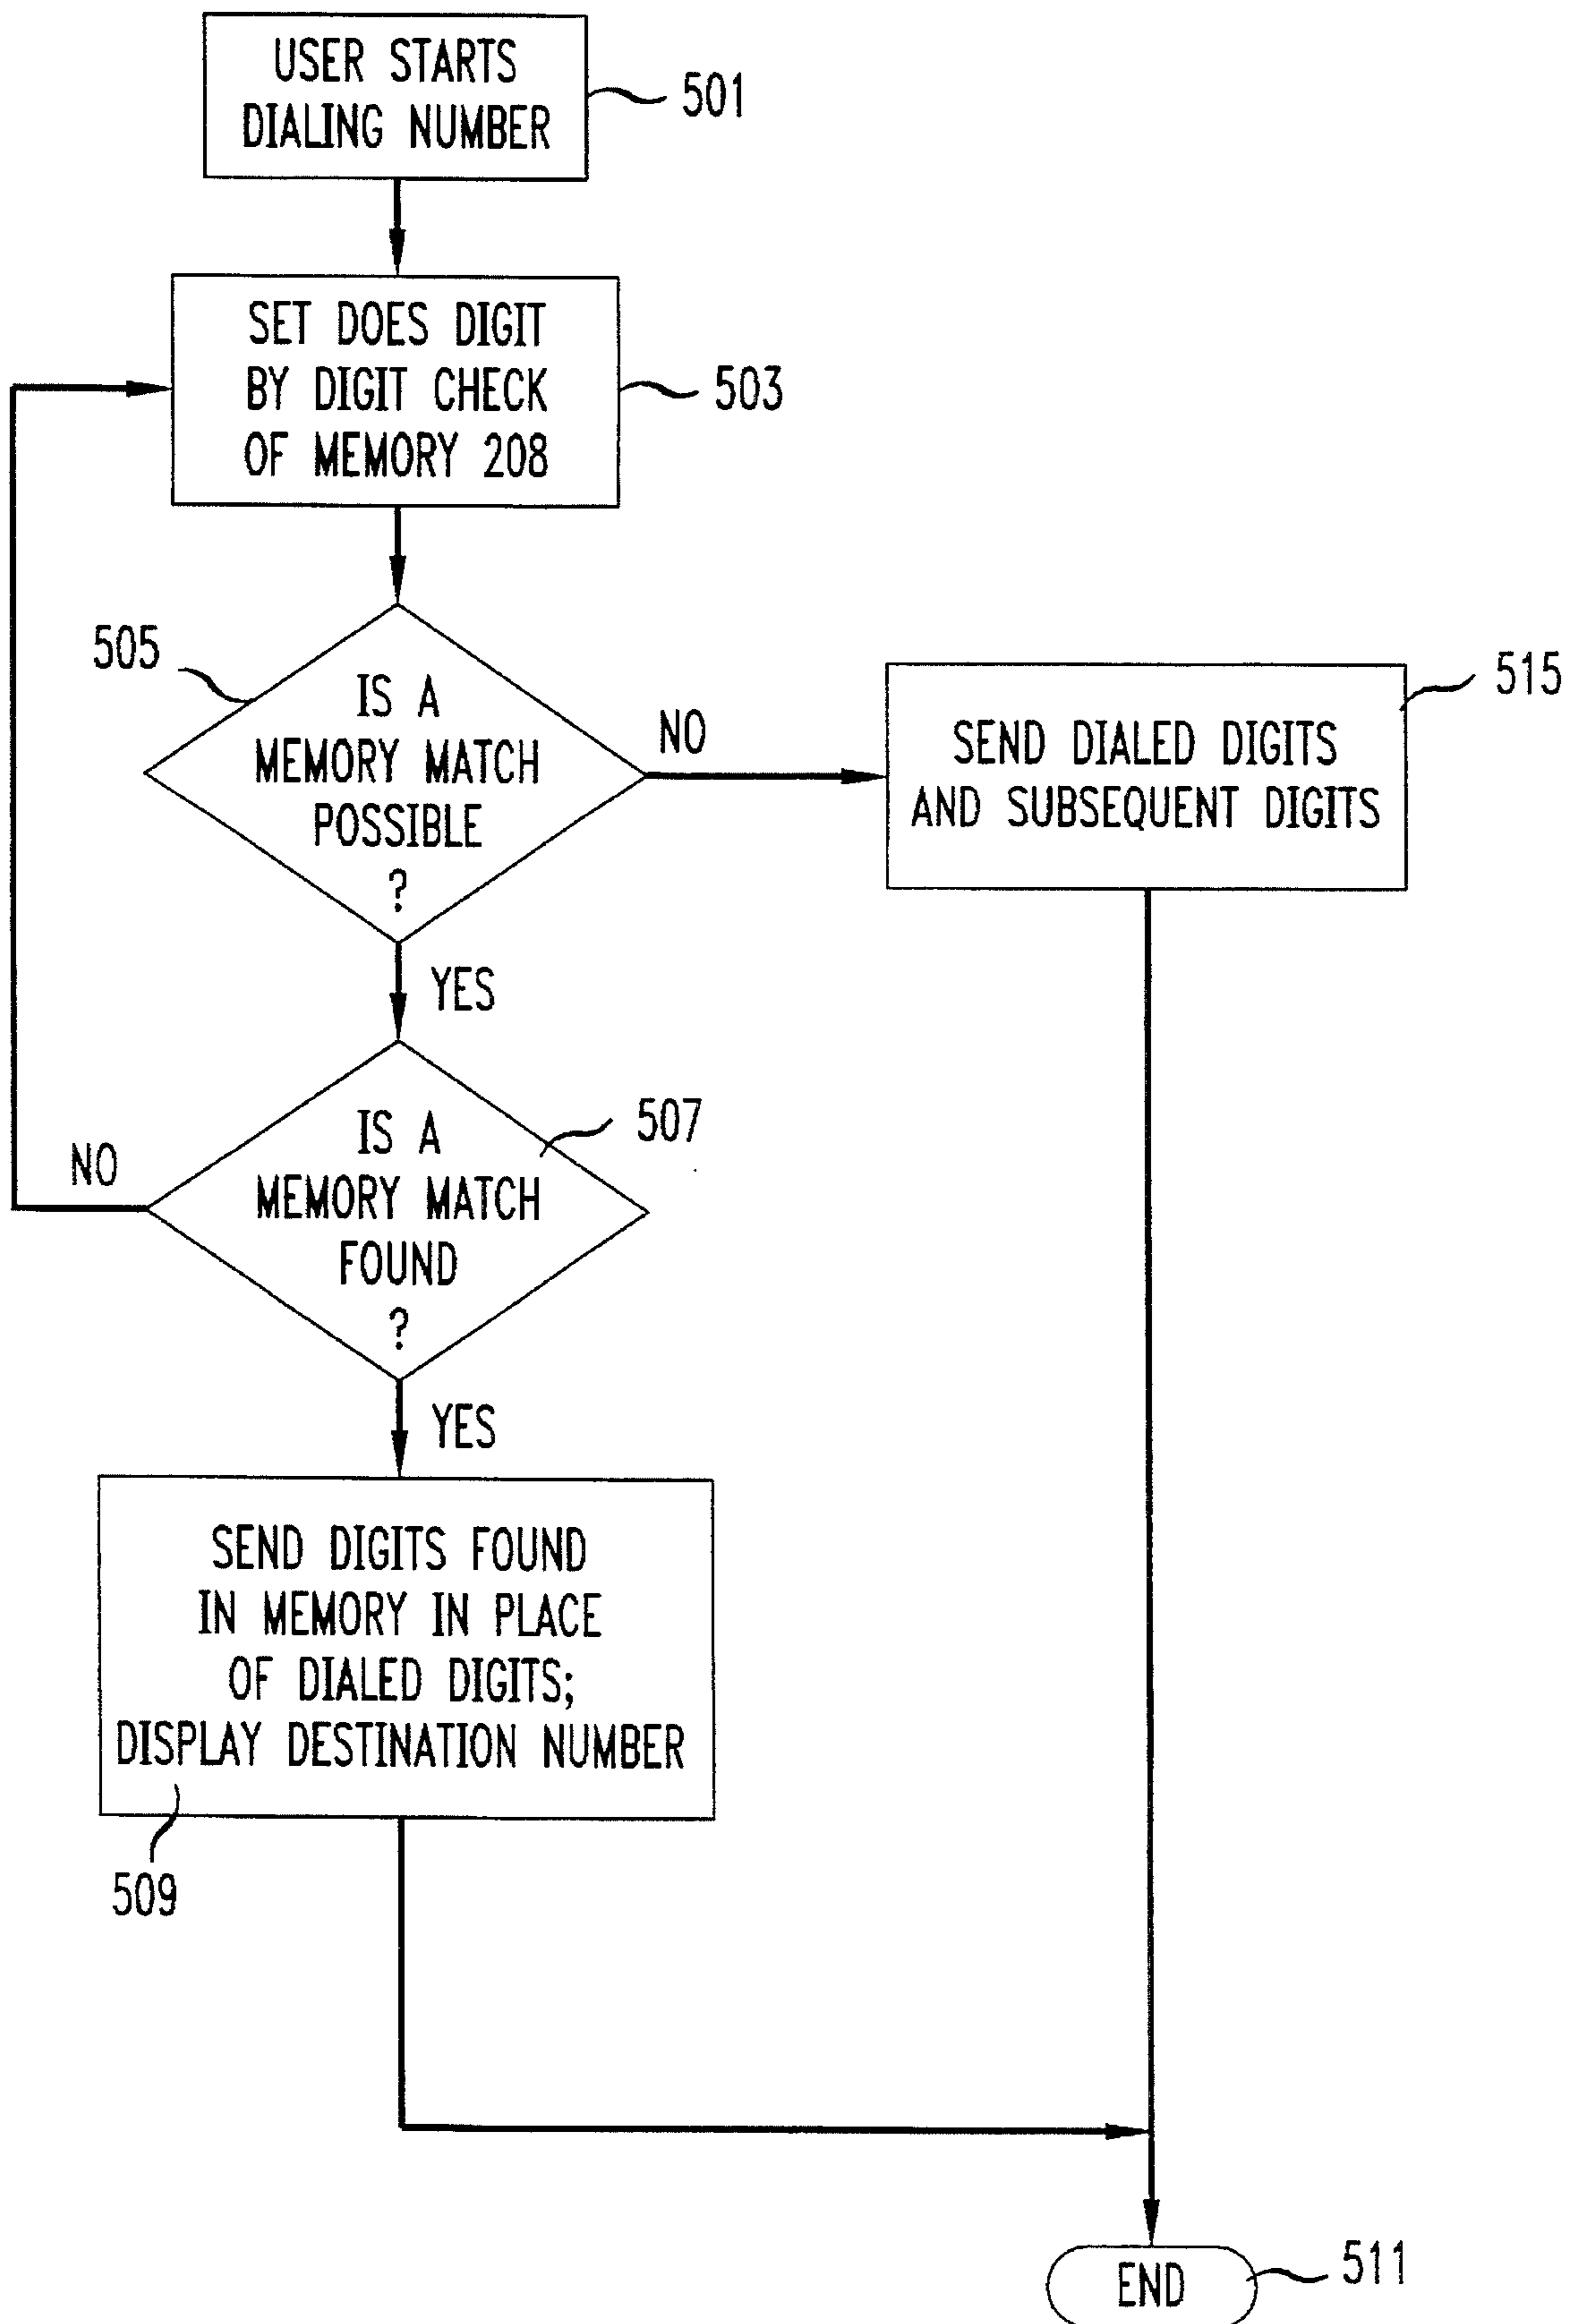 USER STARTS
DIALING NUMBER
501
SET DOES DIGIT
BY DIGIT CHECK
OF MEMORY 208
503
505
IS A
MEMORY MATCH
POSSIBLE
?
NO
515
SEND DIALED DIGITS
AND SUBSEQUENT DIGITS
YES
507
IS A
MEMORY MATCH
FOUND
?
NO
YES
SEND DIGITS FOUND
IN MEMORY IN PLACE
OF DIALED DIGITS;
DISPLAY DESTINATION NUMBER
509
END
511